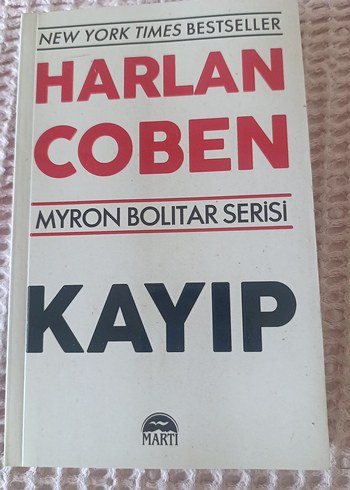 NEW YORK TIMES BESTSELLER
HARLAN
COBEN
MYRON BOLITAR SERİSİ
KAYIP
MARTI